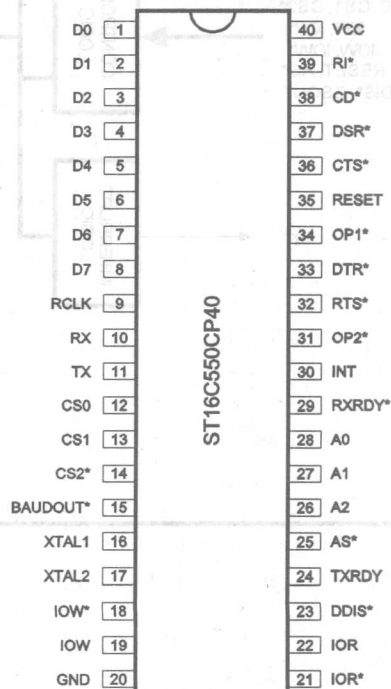 D0 1 40 VCC
D1 2 39 RI*
D2 3 38 CD*
D3 4 37 DSR*
D4 5 36 CTS*
D5 6 35 RESET
D6 7 34 OP1*
D7 8 33 DTR*
RCLK 9 32 RTS*
RX 10 31 OP2*
TX 11 30 INT
CS0 12 29 RXRDY*
CS1 13 28 A0
CS2* 14 27 A1
BAUDOUT* 15 26 A2
XTAL1 16 25 AS*
XTAL2 17 24 TXRDY
IOW* 18 23 DDIS*
IOW 19 22 IOR
GND 20 21 IOR*
ST16C550CP40